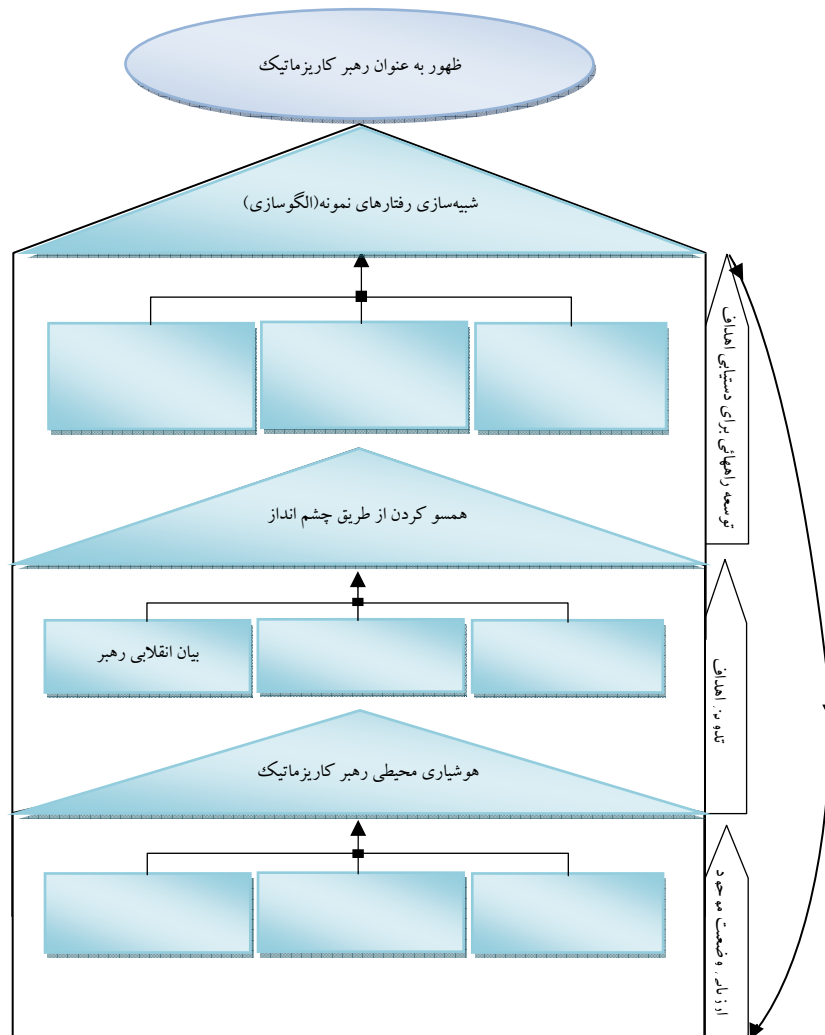 ظهور به عنوان رهبر کاریزماتیک
شبیه‌سازی رفتارهای نمونه(الگوسازی)
توسعه راههائی برای دستیابی اهداف
همسو کردن از طریق چشم انداز
بیان انقلابی رهبر
تدوین اهداف
هوشیاری محیطی رهبر کاریزماتیک
ارزیابی وضعیت موجود